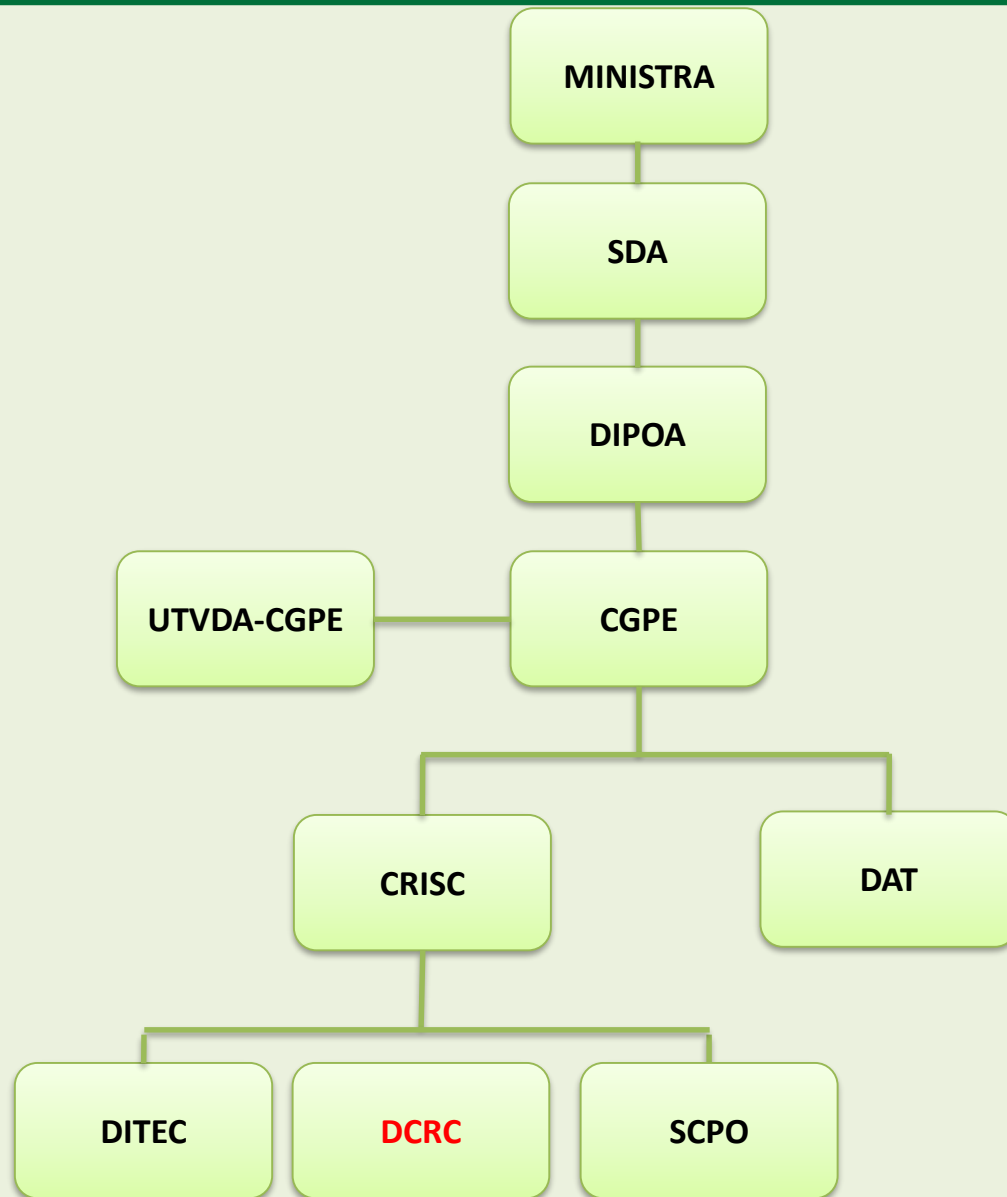 MINISTRA
SDA
DIPOA
UTVDA-CGPE
CGPE
CRISC
DAT
DITEC
DCRC
SCPO